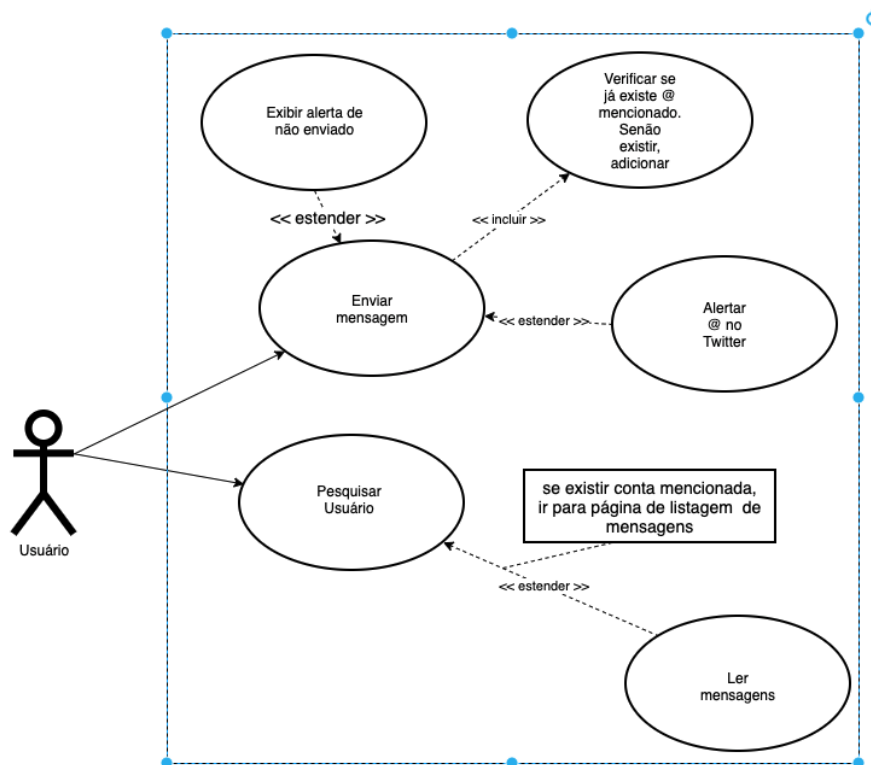 Exibir alerta de
não enviado
Verificar se
já existe @
mencionado.
Senão
existir,
adicionar
<< estender >>
<< incluir >>
Enviar
mensagem
<< estender >>
Alertar
@ no
Twitter
Usuário
Pesquisar
Usuário
se existir conta mencionada,
ir para página de listagem de
mensagens
<< estender >>
Ler
mensagens